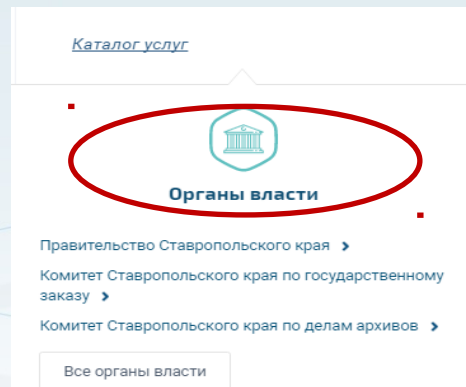 Каталог услуг
Органы власти
Правительство Ставропольского края
Комитет Ставропольского края по государственному
заказу
Комитет Ставропольского края по делам архивов
Все органы власти